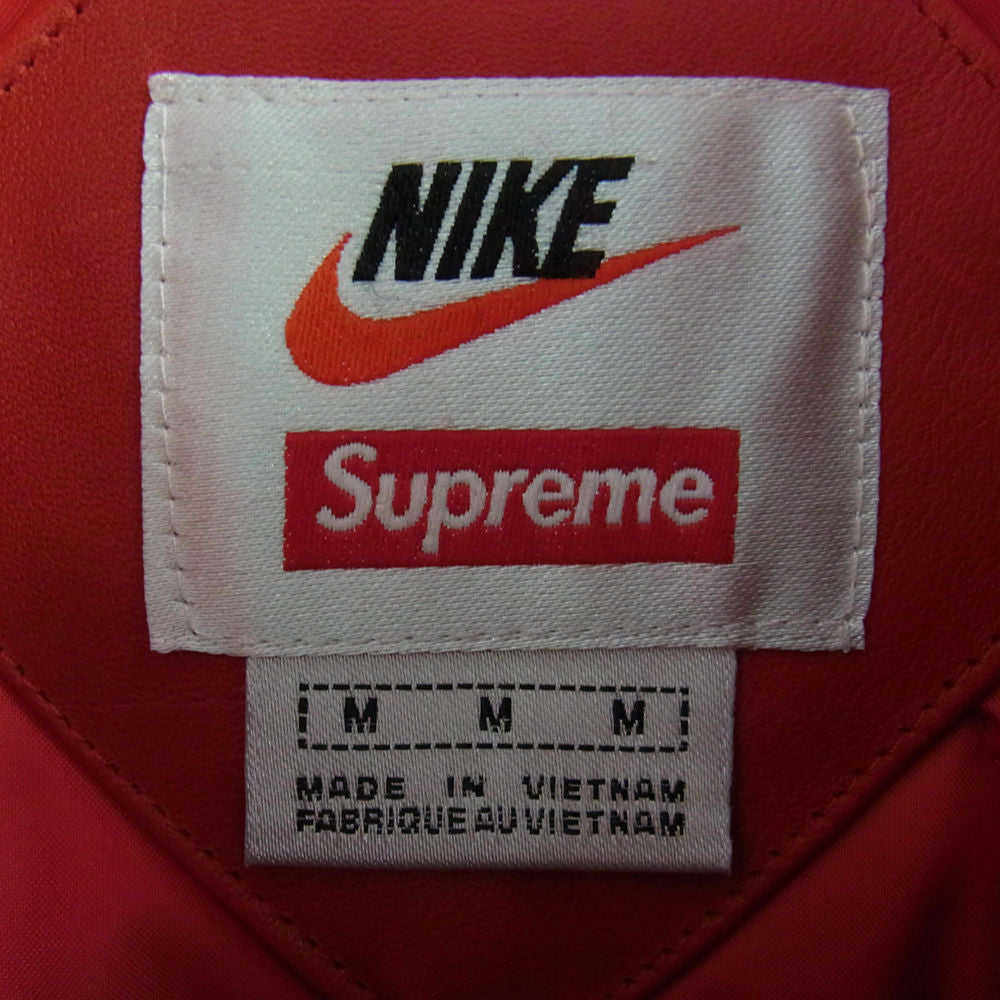 NIKE
Supreme
M M M
MADE IN VIETNAM
FABRIQUE AU VIETNAM